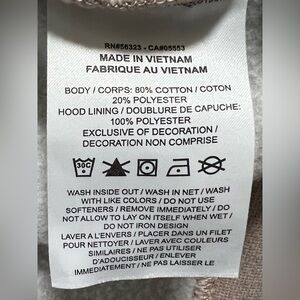 RN#56323 - CA#05553
MADE IN VIETNAM
FABRIQUE AU VIETNAM
BODY / CORPS: 80% COTTON / COTON
20% POLYESTER
HOOD LINING / DOUBLURE DE CAPUCHE:
100% POLYESTER
EXCLUSIVE OF DECORATION /
DECORATION NON COMPRISE
30C
WASH INSIDE OUT / WASH IN NET / WASH
WITH LIKE COLORS / DO NOT USE
SOFTENERS / REMOVE IMMEDIATELY / DO
NOT ALLOW TO LAY ON ITSELF WHEN WET /
DO NOT IRON DESIGN
LAVER A L'ENVERS / PLACER DANS UN FILET
POUR NETTOYER / LAVER AVEC COULEURS
SIMILAIRES / NE PAS UTILISER
D'ADOUCISSEUR / ENLEVER
IMMEDIATEMENT / NE PAS LAISSER LE